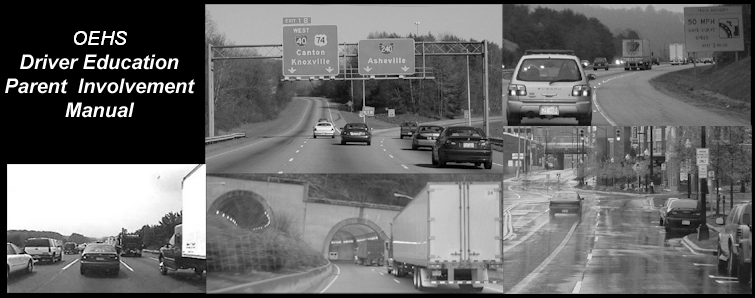 OEHS
Driver Education
Parent Involvement
Manual
EXIT 1
WEST
40 74
Canton
Knoxville
240
Asheville
50 MPH